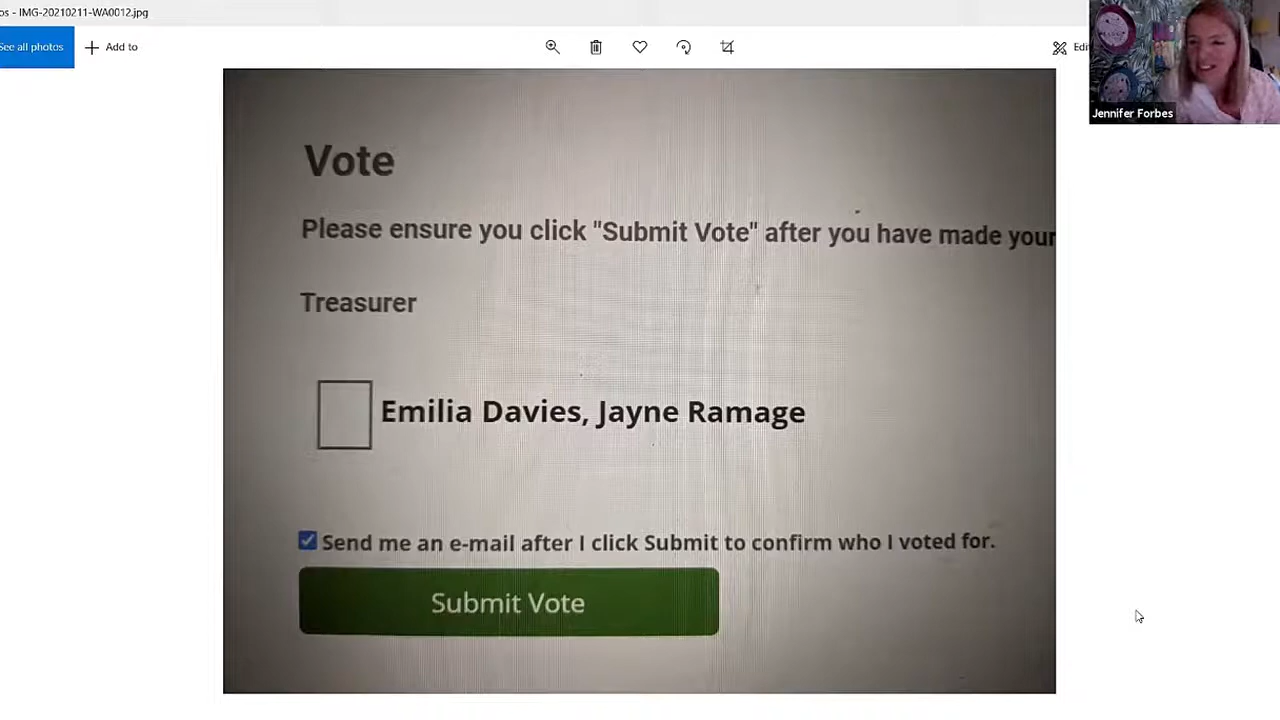 os - IMG-20210211-WA0012.jpg
See all photos
Add to
Edi
Jennifer Forbes
Vote
Please ensure you click "Submit Vote" after you have made your
Treasurer
Emilia Davies, Jayne Ramage
Send me an e-mail after I click Submit to confirm who I voted for.
Submit Vote